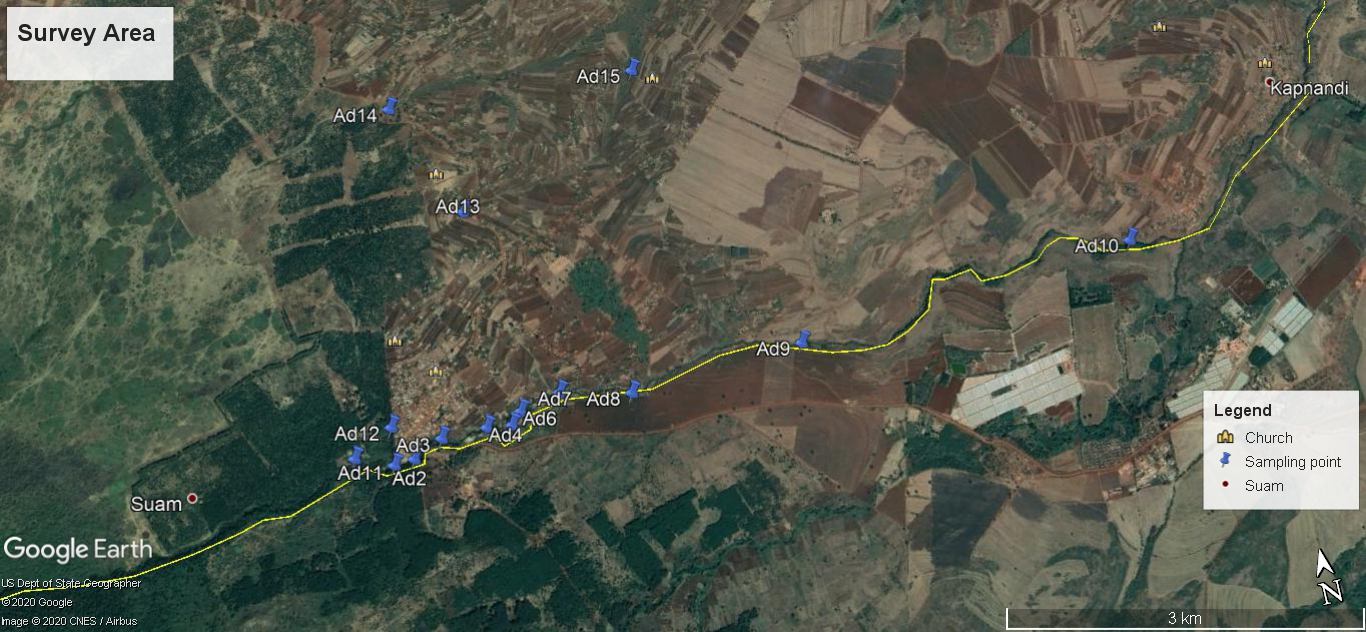 Survey Area
Ad15
Kapnandi
Ad14
Ad13
Ad10
Ad9
Ad7
Ad8
Ad6
Ad12
Ad4
Ad3
Ad11
Ad2
Suam
Legend
Church
Sampling point
Suam
Google Earth
US Dept of State Geographer
©2020 Google
Image © 2020 CNES / Airbus
N
3 km